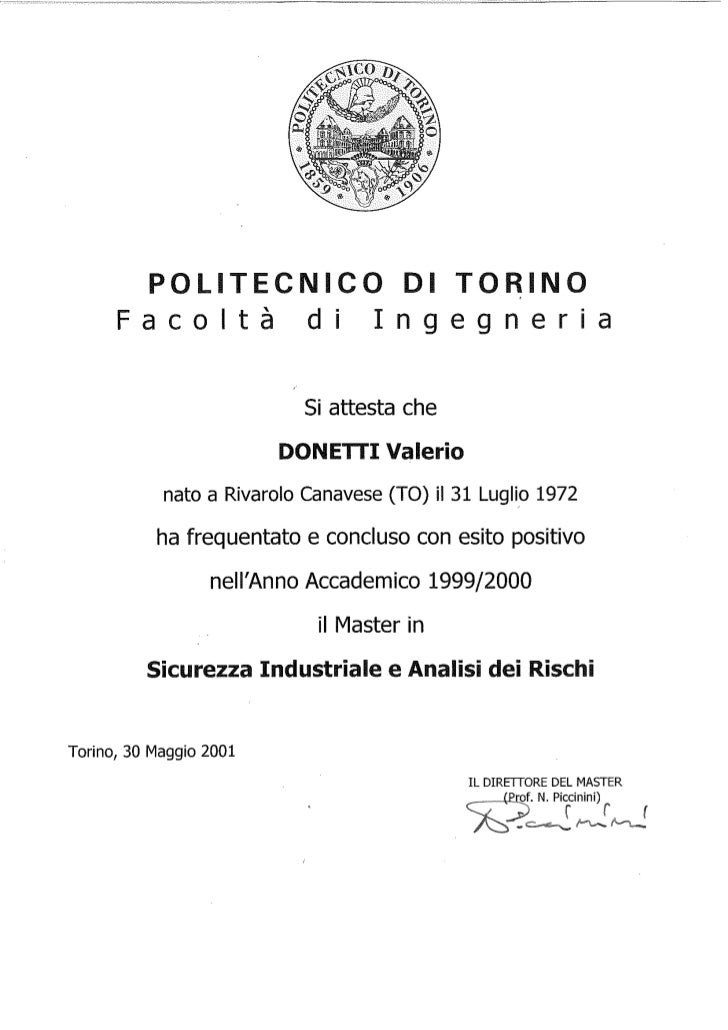 POLITECNICO DI TORINO
1859 1906
POLITECNICO DI TORINO
Facoltà di Ingegneria
Si attesta che
DONETTI Valerio
nato a Rivarolo Canavese (TO) il 31 Luglio 1972
ha frequentato e concluso con esito positivo
nell'Anno Accademico 1999/2000
il Master in
Sicurezza Industriale e Analisi dei Rischi
Torino, 30 Maggio 2001
IL DIRETTORE DEL MASTER
(Prof. N. Piccinini)
Piccinini